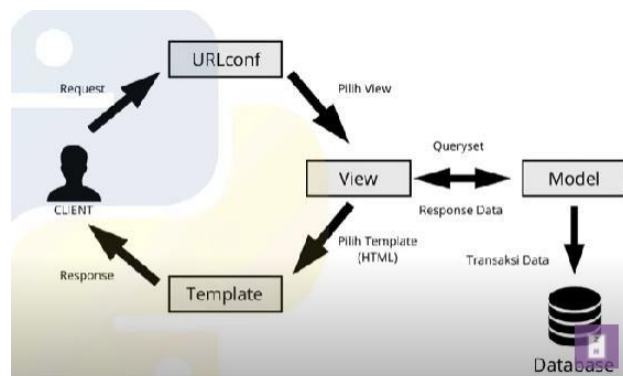 URLconf
Request
Pilih View
Queryset
View
Model
CLIENT
Response Data
Pilih Template
(HTML)
Response
Transaksi Data
Template
Z
Database